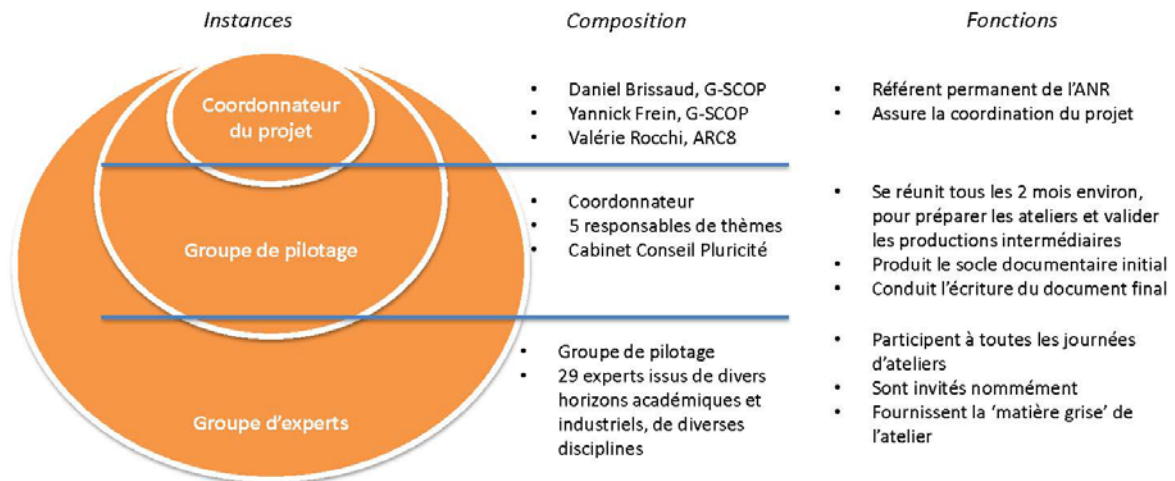 Instances
Composition
Fonctions
Coordonnateur
du projet
• Daniel Brissaud, G-SCOP
• Yannick Frein, G-SCOP
• Valérie Rocchi, ARC8
• Référent permanent de l'ANR
• Assure la coordination du projet
Groupe de pilotage
• Coordonnateur
• 5 responsables de thèmes
• Cabinet Conseil Pluricité
• Se réunit tous les 2 mois environ,
pour préparer les ateliers et valider
les productions intermédiaires
• Produit le socle documentaire initial
• Conduit l'écriture du document final
Groupe d'experts
• Groupe de pilotage
• 29 experts issus de divers
horizons académiques et
industriels, de diverses
disciplines
• Participent à toutes les journées
d'ateliers
• Sont invités nommément
• Fournissent la 'matière grise' de
l'atelier